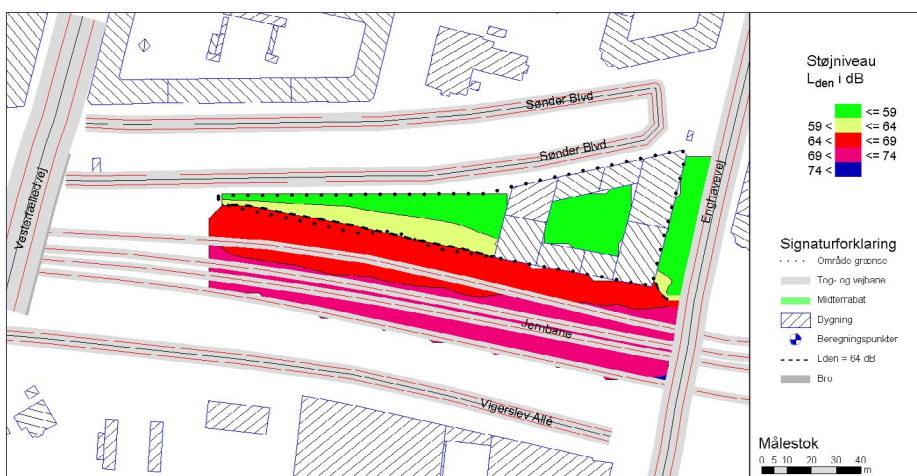 Sønder Blvd
Sønder Blvd
Enghavevej
Vesterfælledvej
Jernbane
Vigerslev Allé
Støjniveau
Lden i dB
<= 59
59 < <= 64
64 < <= 69
69 < <= 74
74 <
Signaturforklaring
Område grænse
Tog- og vejbane
Midterrabat
Bygning
Beregningspunkter
Lden = 64 dB
Bro
Målestok
0 5 10 20 30 40
m